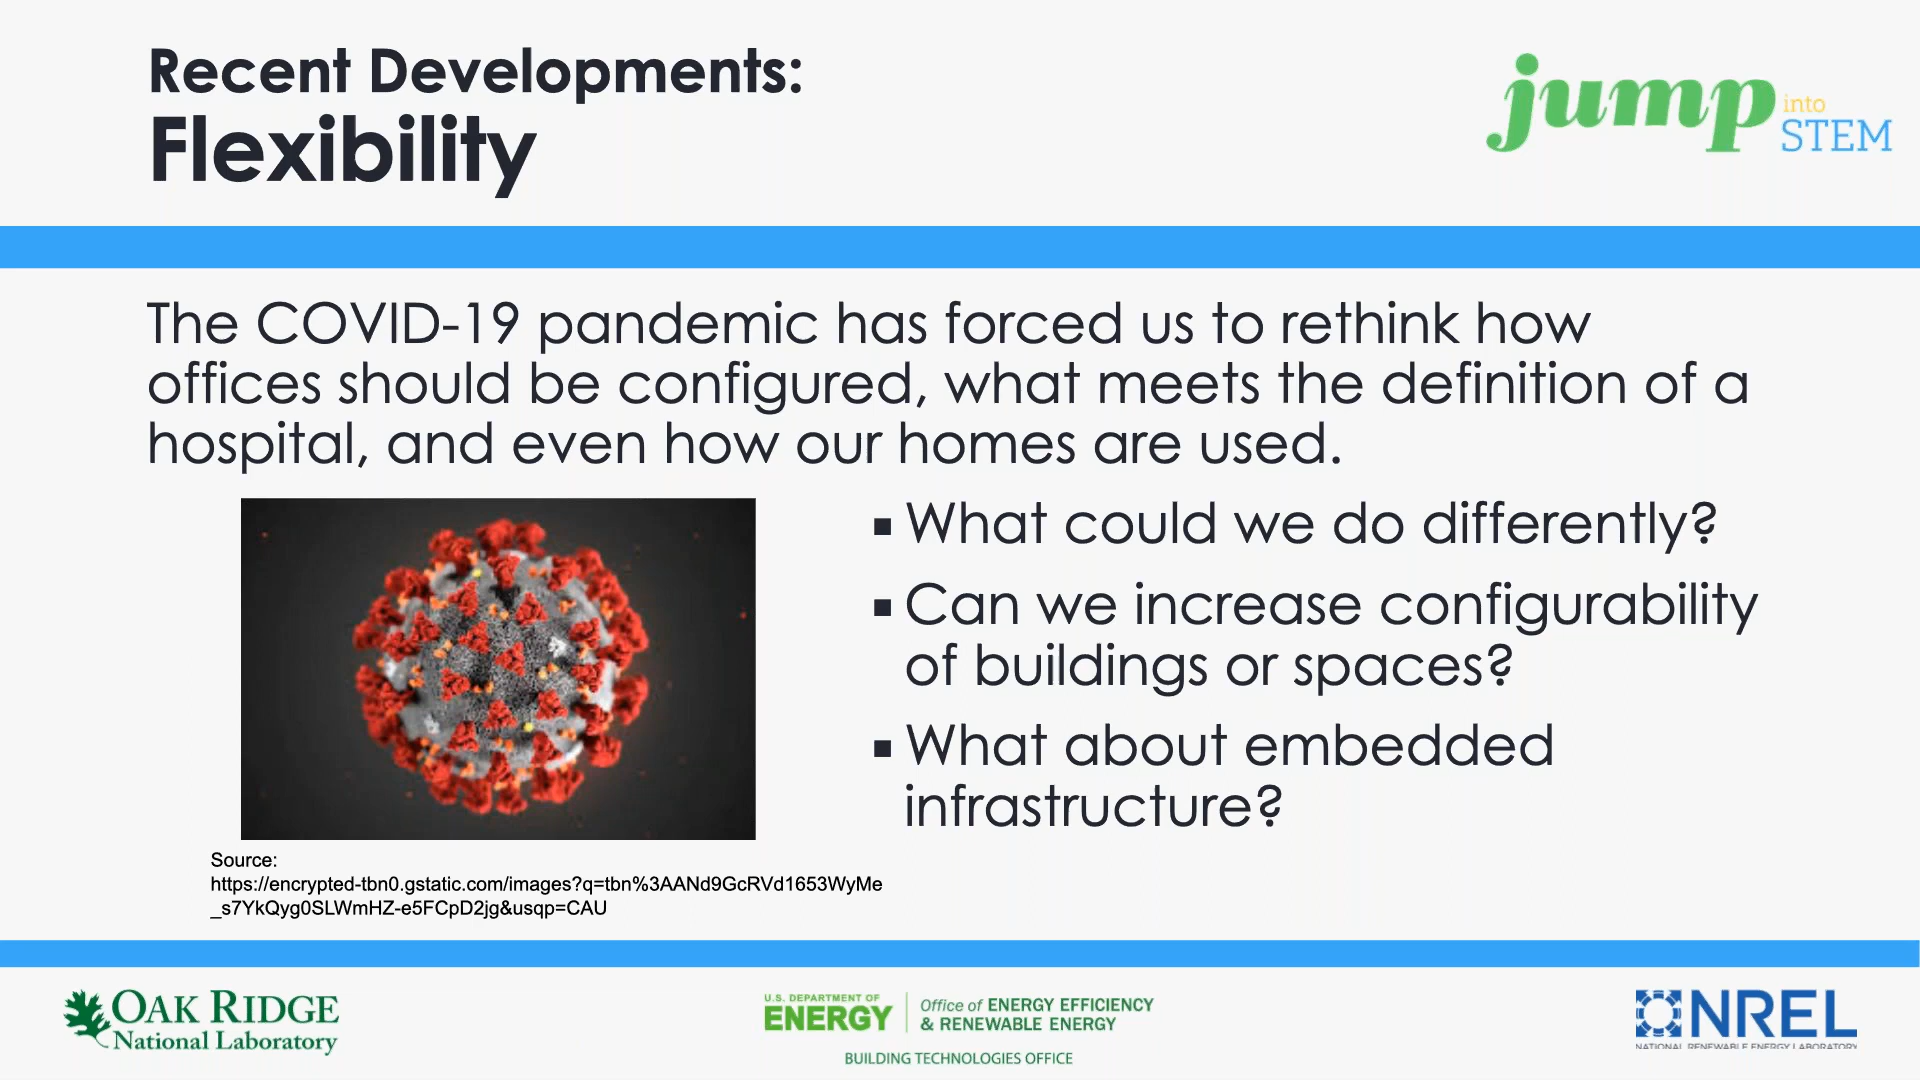 Recent Developments:
Flexibility
jump into STEM
The COVID-19 pandemic has forced us to rethink how
offices should be configured, what meets the definition of a
hospital, and even how our homes are used.
▪ What could we do differently?
▪ Can we increase configurability
of buildings or spaces?
▪ What about embedded
infrastructure?
Source:
https://encrypted-tbn0.gstatic.com/images?q=tbn%3AANd9GcRVd1653WyMe
_s7YkQyg0SLWmHZ-e5FCpD2jg&usqp=CAU
OAK RIDGE
National Laboratory
U.S. DEPARTMENT OF
ENERGY
Office of ENERGY EFFICIENCY
& RENEWABLE ENERGY
BUILDING TECHNOLOGIES OFFICE
NREL
NATIONAL RENEWABLE ENERGY LABORATORY